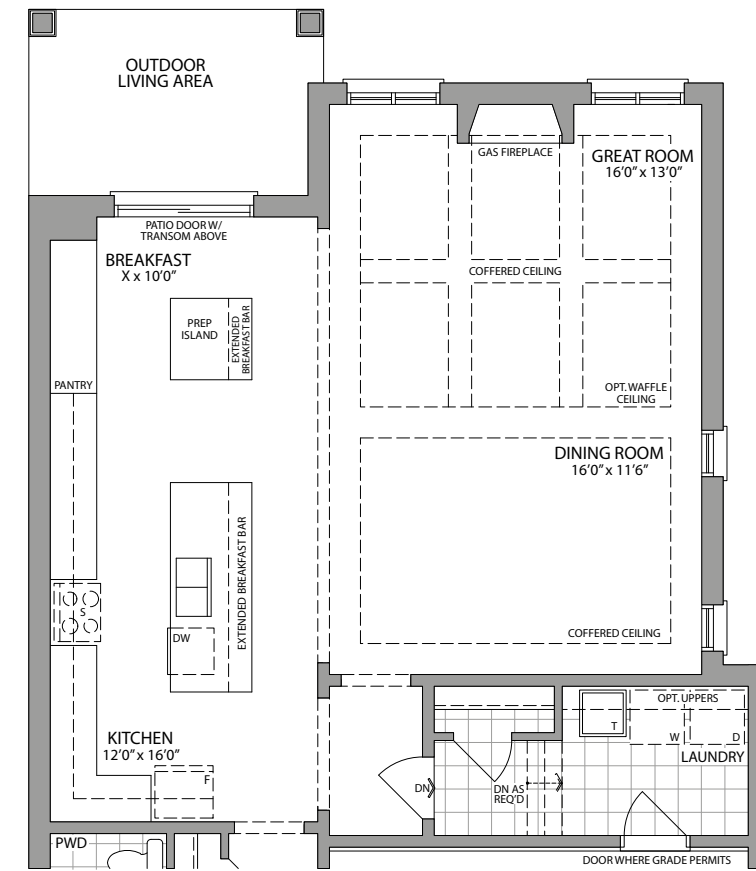 OUTDOOR
LIVING AREA
GAS FIREPLACE
GREAT ROOM
16'0" x 13'0"
PATIO DOOR W/
TRANSOM ABOVE
BREAKFAST
X x 10'0"
COFFERED CEILING
PREP
ISLAND
EXTENDED
BREAKFAST BAR
PANTRY
OPT. WAFFLE
CEILING
DINING ROOM
16'0" x 11'6"
EXTENDED BREAKFAST BAR
S
DW
COFFERED CEILING
KITCHEN
12'0" x 16'0"
F
OPT. UPPERS
T
W
D
LAUNDRY
DN
DN AS
REQ'D
PWD
DOOR WHERE GRADE PERMITS